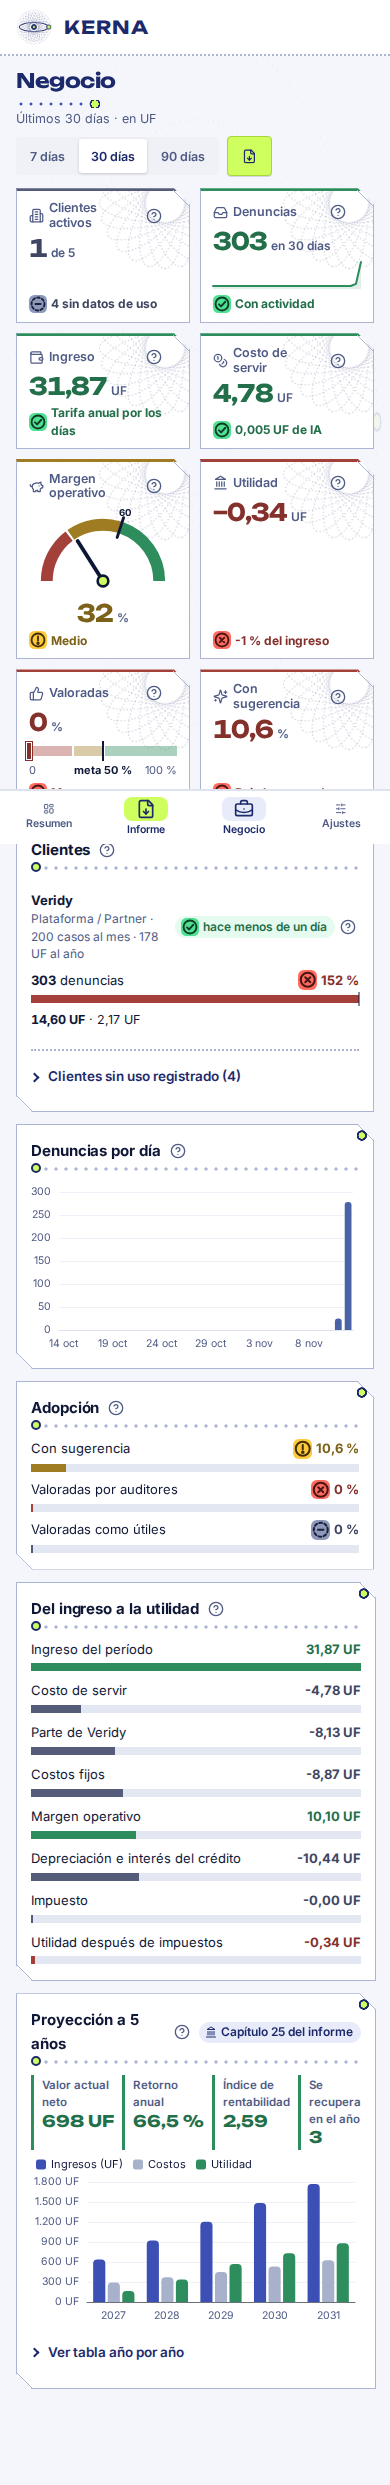 KERNA
Negocio
Últimos 30 días · en UF
7 días
30 días
90 días
Clientes
activos
1 de 5
4 sin datos de uso
Denuncias
303 en 30 días
Con actividad
Ingreso
31,87 UF
Tarifa anual por los
días
Costo de
servir
4,78 UF
0,005 UF de IA
Margen
operativo
60
32 %
Medio
Utilidad
−0,34 UF
-1 % del ingreso
Valoradas
0 %
0
meta 50 %
100 %
Con
sugerencia
10,6 %
Resumen
Informe
Negocio
Ajustes
Clientes
Veridy
Plataforma / Partner ·
200 casos al mes · 178
UF al año
hace menos de un día
303 denuncias
152 %
14,60 UF · 2,17 UF
Clientes sin uso registrado (4)
Denuncias por día
300
250
200
150
100
50
0
14 oct
19 oct
24 oct
29 oct
3 nov
8 nov
Adopción
Con sugerencia
10,6 %
Valoradas por auditores
0 %
Valoradas como útiles
0 %
Del ingreso a la utilidad
Ingreso del período
31,87 UF
Costo de servir
-4,78 UF
Parte de Veridy
-8,13 UF
Costos fijos
-8,87 UF
Margen operativo
10,10 UF
Depreciación e interés del crédito
-10,44 UF
Impuesto
-0,00 UF
Utilidad después de impuestos
-0,34 UF
Proyección a 5
años
Capítulo 25 del informe
Valor actual
neto
698 UF
Retorno
anual
66,5 %
Índice de
rentabilidad
2,59
Se
recupera
en el año
3
Ingresos (UF)
Costos
Utilidad
1.800 UF
1.500 UF
1.200 UF
900 UF
600 UF
300 UF
0 UF
2027
2028
2029
2030
2031
Ver tabla año por año